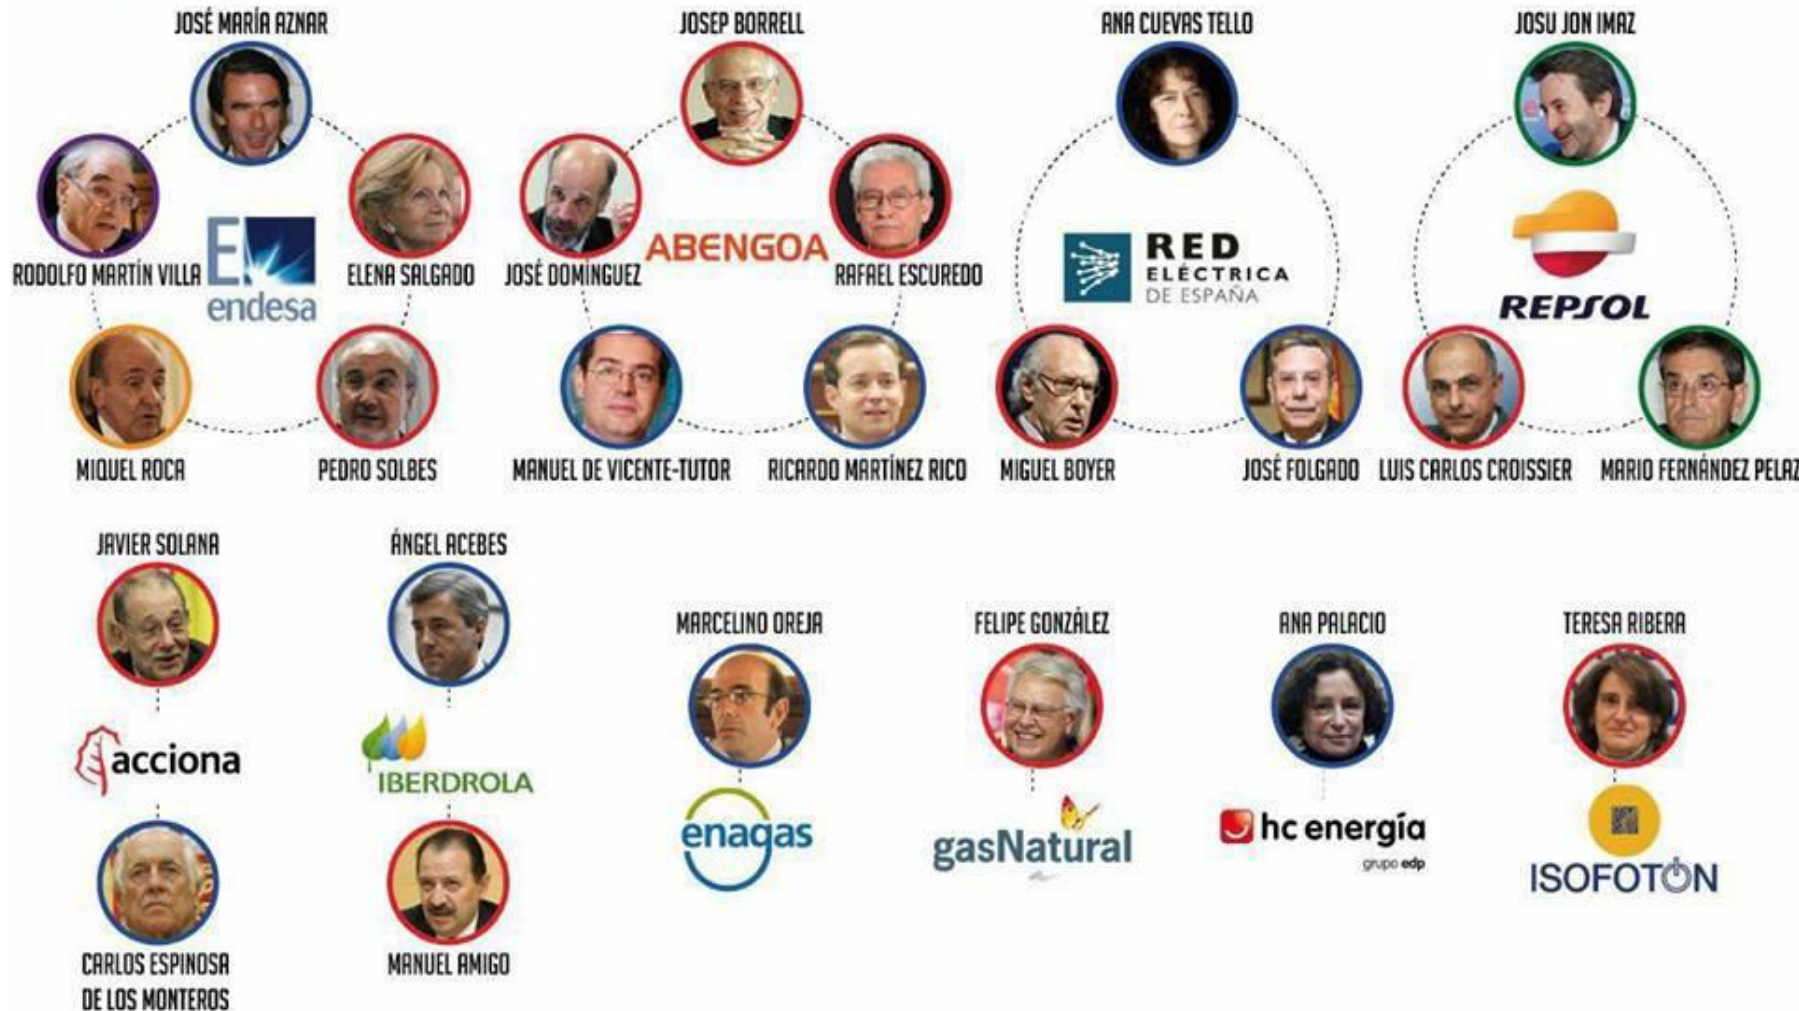 JOSÉ MARÍA AZNAR
JOSEP BORRELL
ANA CUEVAS TELLO
JOSU JON IMAZ
RODOLFO MARTÍN VILLA
E
endesa
ELENA SALGADO
JOSÉ DOMÍNGUEZ
ABENGOA
RAFAEL ESCUREDO
RED
ELÉCTRICA
DE ESPAÑA
REPSOL
MIQUEL ROCA
PEDRO SOLBES
MANUEL DE VICENTE-TUTOR
RICARDO MARTÍNEZ RICO
MIGUEL BOYER
JOSÉ FOLGADO
LUIS CARLOS CROISSIER
MARIO FERNÁNDEZ PELAZ
JAVIER SOLANA
ÁNGEL ACEBES
MARCELINO OREJA
FELIPE GONZÁLEZ
ANA PALACIO
TERESA RIBERA
acciona
IBERDROLA
enagas
gasNatural
hc energía
grupo edp
ISOFOTÓN
CARLOS ESPINOSA
DE LOS MONTEROS
MANUEL AMIGO